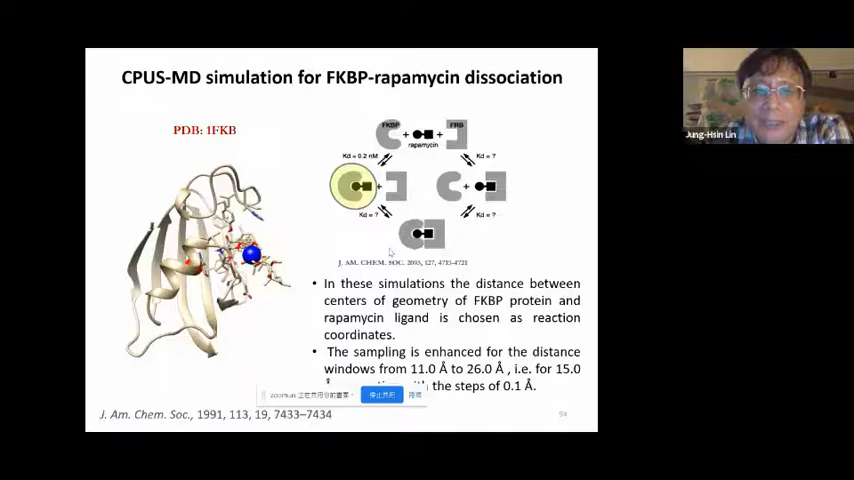 CPUS-MD simulation for FKBP-rapamycin dissociation
PDB: 1FKB
FKBP
FRB
+
+
rapamycin
Kd = 0.2 nM
Kd = ?
+
+
Kd = ?
Kd = ?
J. AM. CHEM. SOC. 2005, 127, 4715-4721
• In these simulations the distance between
centers of geometry of FKBP protein and
rapamycin ligand is chosen as reaction
coordinates.
• The sampling is enhanced for the distance
windows from 11.0 Å to 26.0 Å , i.e. for 15.0
the steps of 0.1 Å.
J. Am. Chem. Soc., 1991, 113, 19, 7433–7434
停止共用
Jung-Hsin Lin